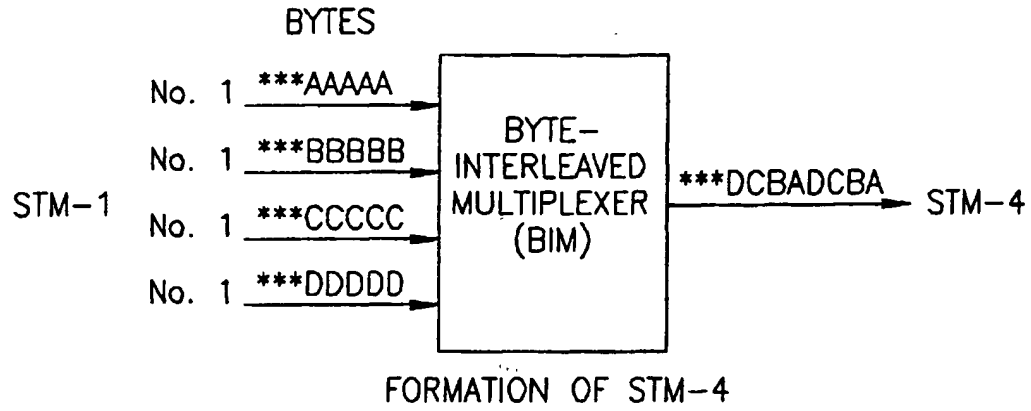 BYTES
No. 1 ***AAAAA
No. 1 ***BBBBB
STM-1
No. 1 ***CCCCC
No. 1 ***DDDDD
BYTE-
INTERLEAVED
MULTIPLEXER
(BIM)
***DCBADCBA
STM-4
FORMATION OF STM-4